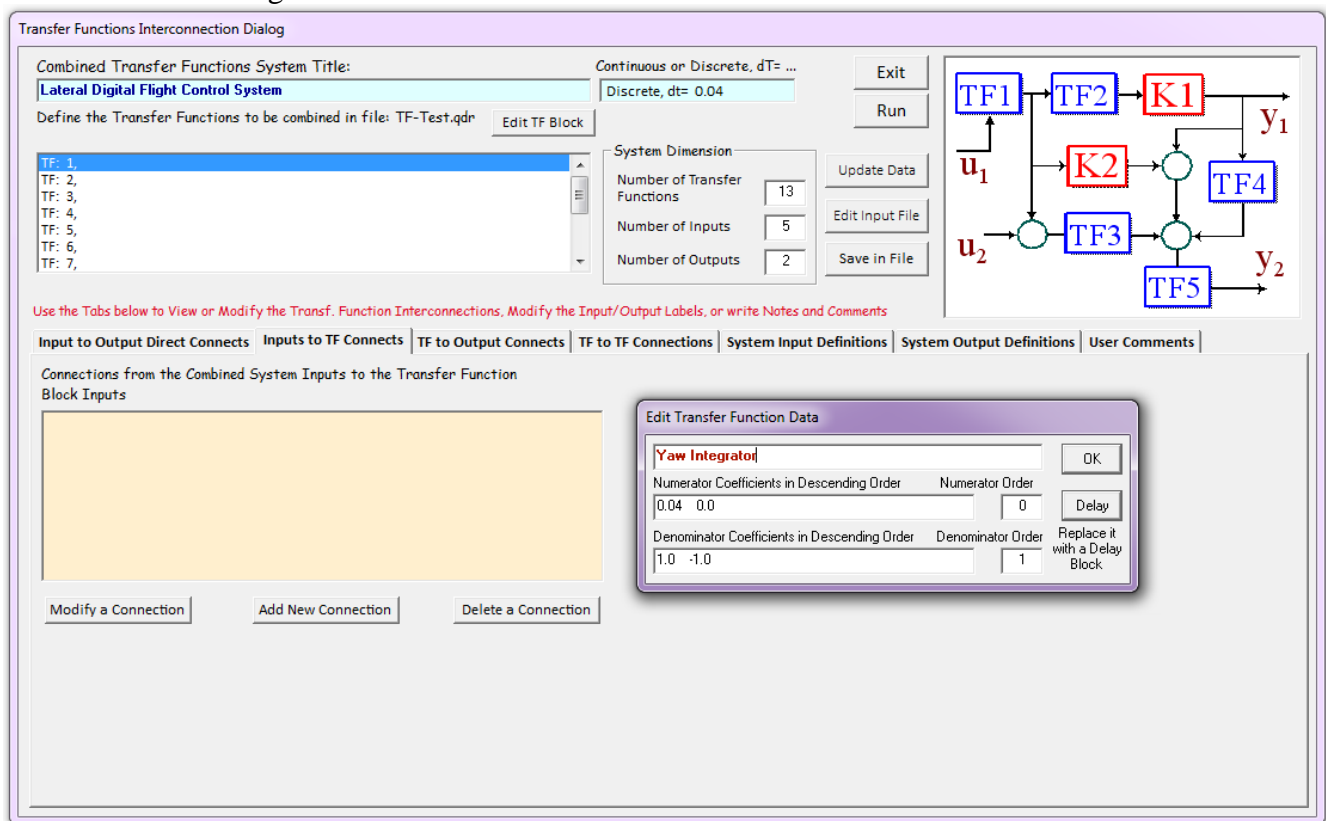 Transfer Functions Interconnection Dialog
Combined Transfer Functions System Title:
Continuous or Discrete, dT= ...
Exit
Lateral Digital Flight Control System
Discrete, dt= 0.04
Define the Transfer Functions to be combined in file: TF-Test.qdr
Edit TF Block
Run
TF: 1,
TF: 2,
TF: 3,
TF: 4,
TF: 5,
TF: 6,
TF: 7,
System Dimension
Number of Transfer
Functions
13
Number of Inputs
5
Number of Outputs
2
Update Data
Edit Input File
Save in File
TF1
TF2
K1
y1
u1
K2
TF4
u2
TF3
y2
TF5
Use the Tabs below to View or Modify the Transf. Function Interconnections, Modify the Input/Output Labels, or write Notes and Comments
Input to Output Direct Connects
Inputs to TF Connects
TF to Output Connects
TF to TF Connections
System Input Definitions
System Output Definitions
User Comments
Connections from the Combined System Inputs to the Transfer Function
Block Inputs
Edit Transfer Function Data
Yaw Integrator
OK
Numerator Coefficients in Descending Order
Numerator Order
0.04 0.0
0
Delay
Denominator Coefficients in Descending Order
Denominator Order
1.0 -1.0
1
Replace it
with a Delay
Block
Modify a Connection
Add New Connection
Delete a Connection